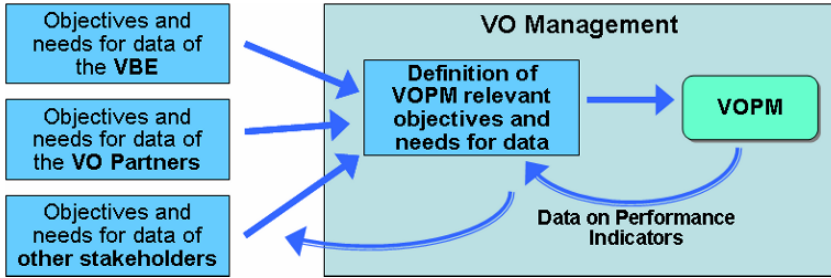 Objectives and
needs for data of
the VBE
Objectives and
needs for data of
the VO Partners
Objectives and
needs for data of
other stakeholders
VO Management
Definition of
VOPM relevant
objectives and
needs for data
VOPM
Data on Performance
Indicators